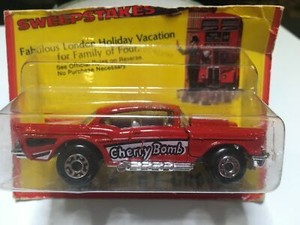 SWEEPSTAKES
Fabulous London Holiday Vacation
for Family of Four.
See Official Rules on Reverse
No Purchase Necessary
Cherry Bomb